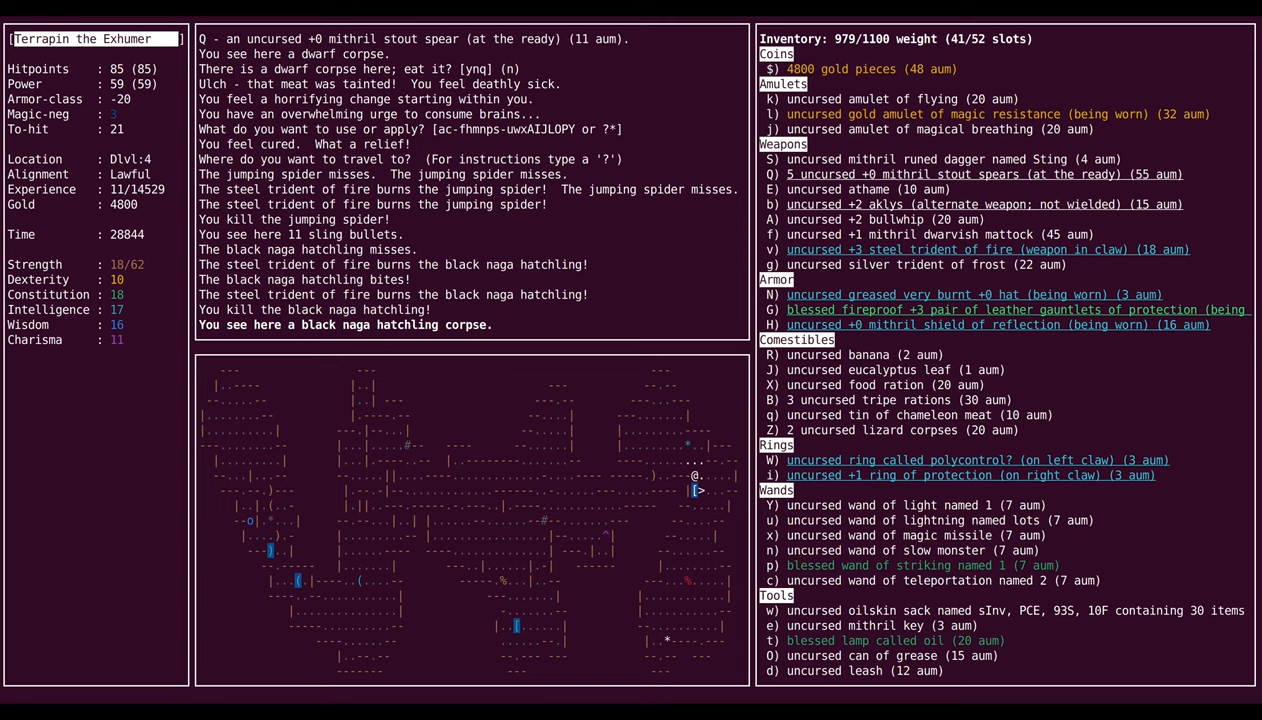 [Terrapin the Exhumer ]
Hitpoints : 85 (85)
Power : 59 (59)
Armor-class : -20
Magic-neg : 3
To-hit : 21
Location : Dlvl:4
Alignment : Lawful
Experience : 11/14529
Gold : 4800
Time : 28844
Strength : 18/62
Dexterity : 10
Constitution : 18
Intelligence : 17
Wisdom : 16
Charisma : 11
Q - an uncursed +0 mithril stout spear (at the ready) (11 aum).
You see here a dwarf corpse.
There is a dwarf corpse here; eat it? [ynq] (n)
Ulch - that meat was tainted!  You feel deathly sick.
You feel a horrifying change starting within you.
You have an overwhelming urge to consume brains...
What do you want to use or apply? [ac-fhmnps-uwxAIJLOPY or ?*]
You feel cured.  What a relief!
Where do you want to travel to?  (For instructions type a '?')
The jumping spider misses.  The jumping spider misses.
The steel trident of fire burns the jumping spider!  The jumping spider misses.
The steel trident of fire burns the jumping spider!
You kill the jumping spider!
You see here 11 sling bullets.
The black naga hatchling misses.
The steel trident of fire burns the black naga hatchling!
The black naga hatchling bites!
The steel trident of fire burns the black naga hatchling!
You kill the black naga hatchling!
You see here a black naga hatchling corpse.
Inventory: 979/1100 weight (41/52 slots)
Coins
$) 4800 gold pieces (48 aum)
Amulets
k) uncursed amulet of flying (20 aum)
l) uncursed gold amulet of magic resistance (being worn) (32 aum)
j) uncursed amulet of magical breathing (20 aum)
Weapons
S) uncursed mithril runed dagger named Sting (4 aum)
Q) 5 uncursed +0 mithril stout spears (at the ready) (55 aum)
E) uncursed athame (10 aum)
b) uncursed +2 aklys (alternate weapon; not wielded) (15 aum)
A) uncursed +2 bullwhip (20 aum)
f) uncursed +1 mithril dwarvish mattock (45 aum)
v) uncursed +3 steel trident of fire (weapon in claw) (18 aum)
g) uncursed silver trident of frost (22 aum)
Armor
N) uncursed greased very burnt +0 hat (being worn) (3 aum)
G) blessed fireproof +3 pair of leather gauntlets of protection (being
H) uncursed +0 mithril shield of reflection (being worn) (16 aum)
Comestibles
R) uncursed banana (2 aum)
J) uncursed eucalyptus leaf (1 aum)
X) uncursed food ration (20 aum)
B) 3 uncursed tripe rations (30 aum)
q) uncursed tin of chameleon meat (10 aum)
Z) 2 uncursed lizard corpses (20 aum)
Rings
W) uncursed ring called polycontrol? (on left claw) (3 aum)
i) uncursed +1 ring of protection (on right claw) (3 aum)
Wands
Y) uncursed wand of light named 1 (7 aum)
u) uncursed wand of lightning named lots (7 aum)
x) uncursed wand of magic missile (7 aum)
n) uncursed wand of slow monster (7 aum)
p) blessed wand of striking named 1 (7 aum)
c) uncursed wand of teleportation named 2 (7 aum)
Tools
w) uncursed oilskin sack named sInv, PCE, 93S, 10F containing 30 items
e) uncursed mithril key (3 aum)
t) blessed lamp called oil (20 aum)
O) uncursed can of grease (15 aum)
d) uncursed leash (12 aum)